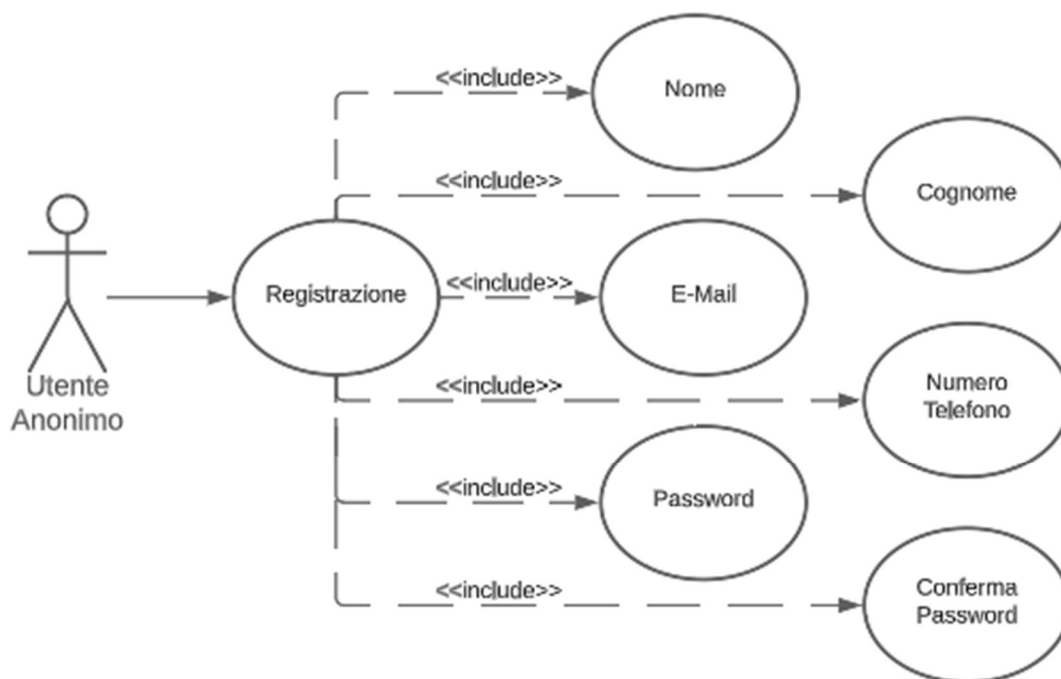 <<include>>
Nome
<<include>>
Cognome
Registrazione
<<include>>
E-Mail
Utente
Anonimo
<<include>>
Numero
Telefono
<<include>>
Password
<<include>>
Conferma
Password